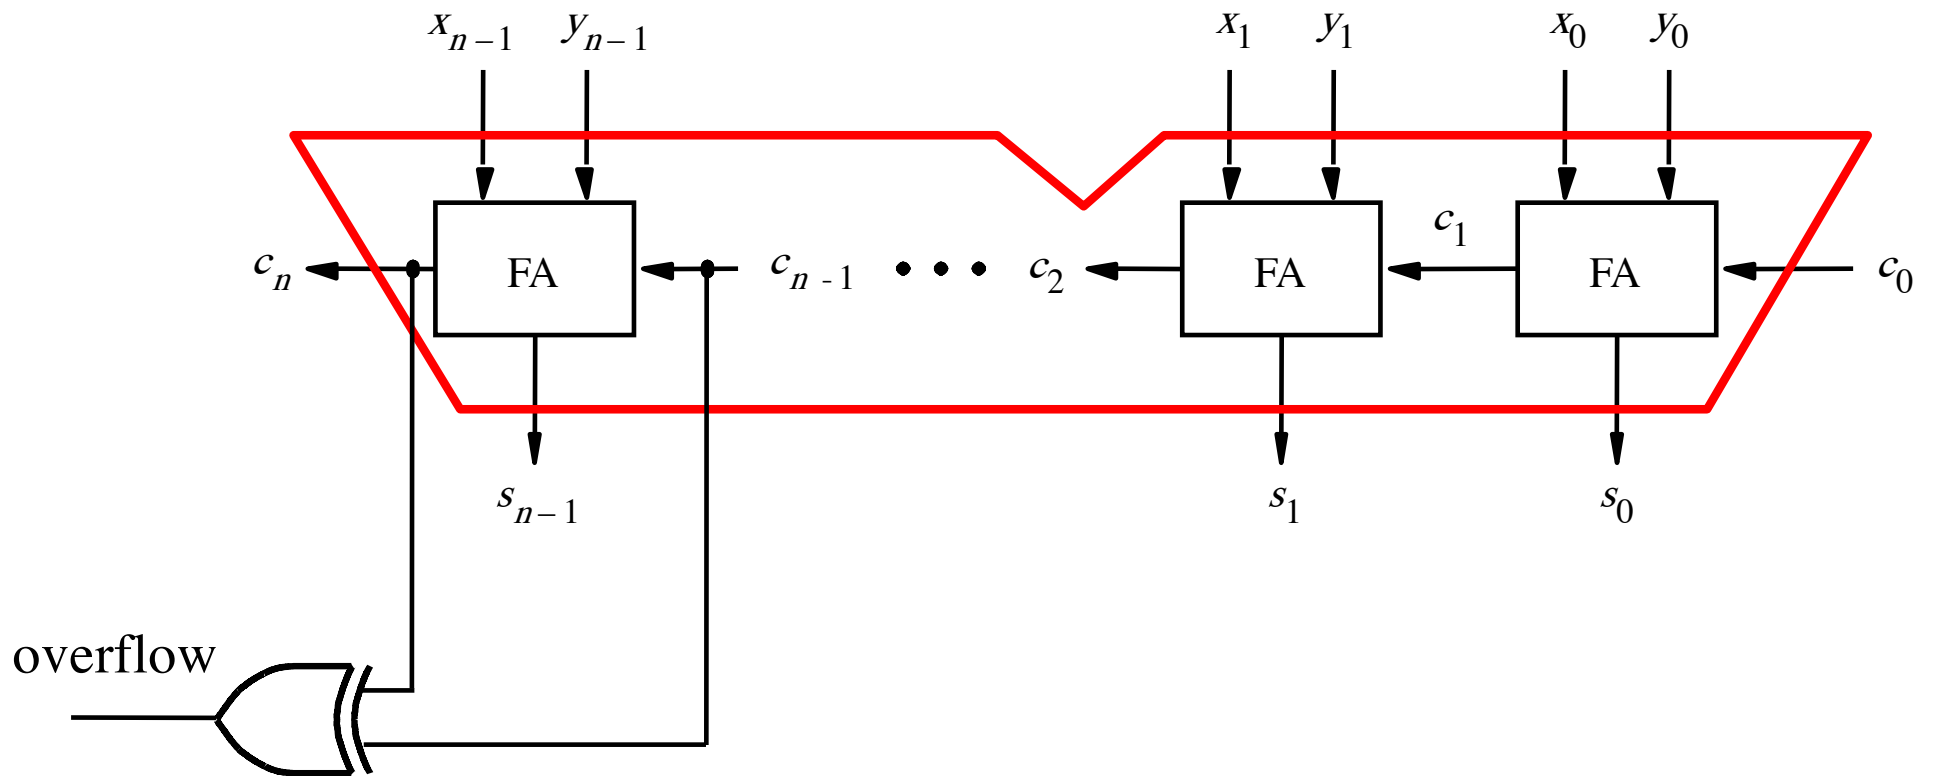 x_{n-1} y_{n-1} x_1 y_1 x_0 y_0
c_1
c_n FA c_{n-1} • • • c_2 FA FA c_0
s_{n-1} s_1 s_0
overflow